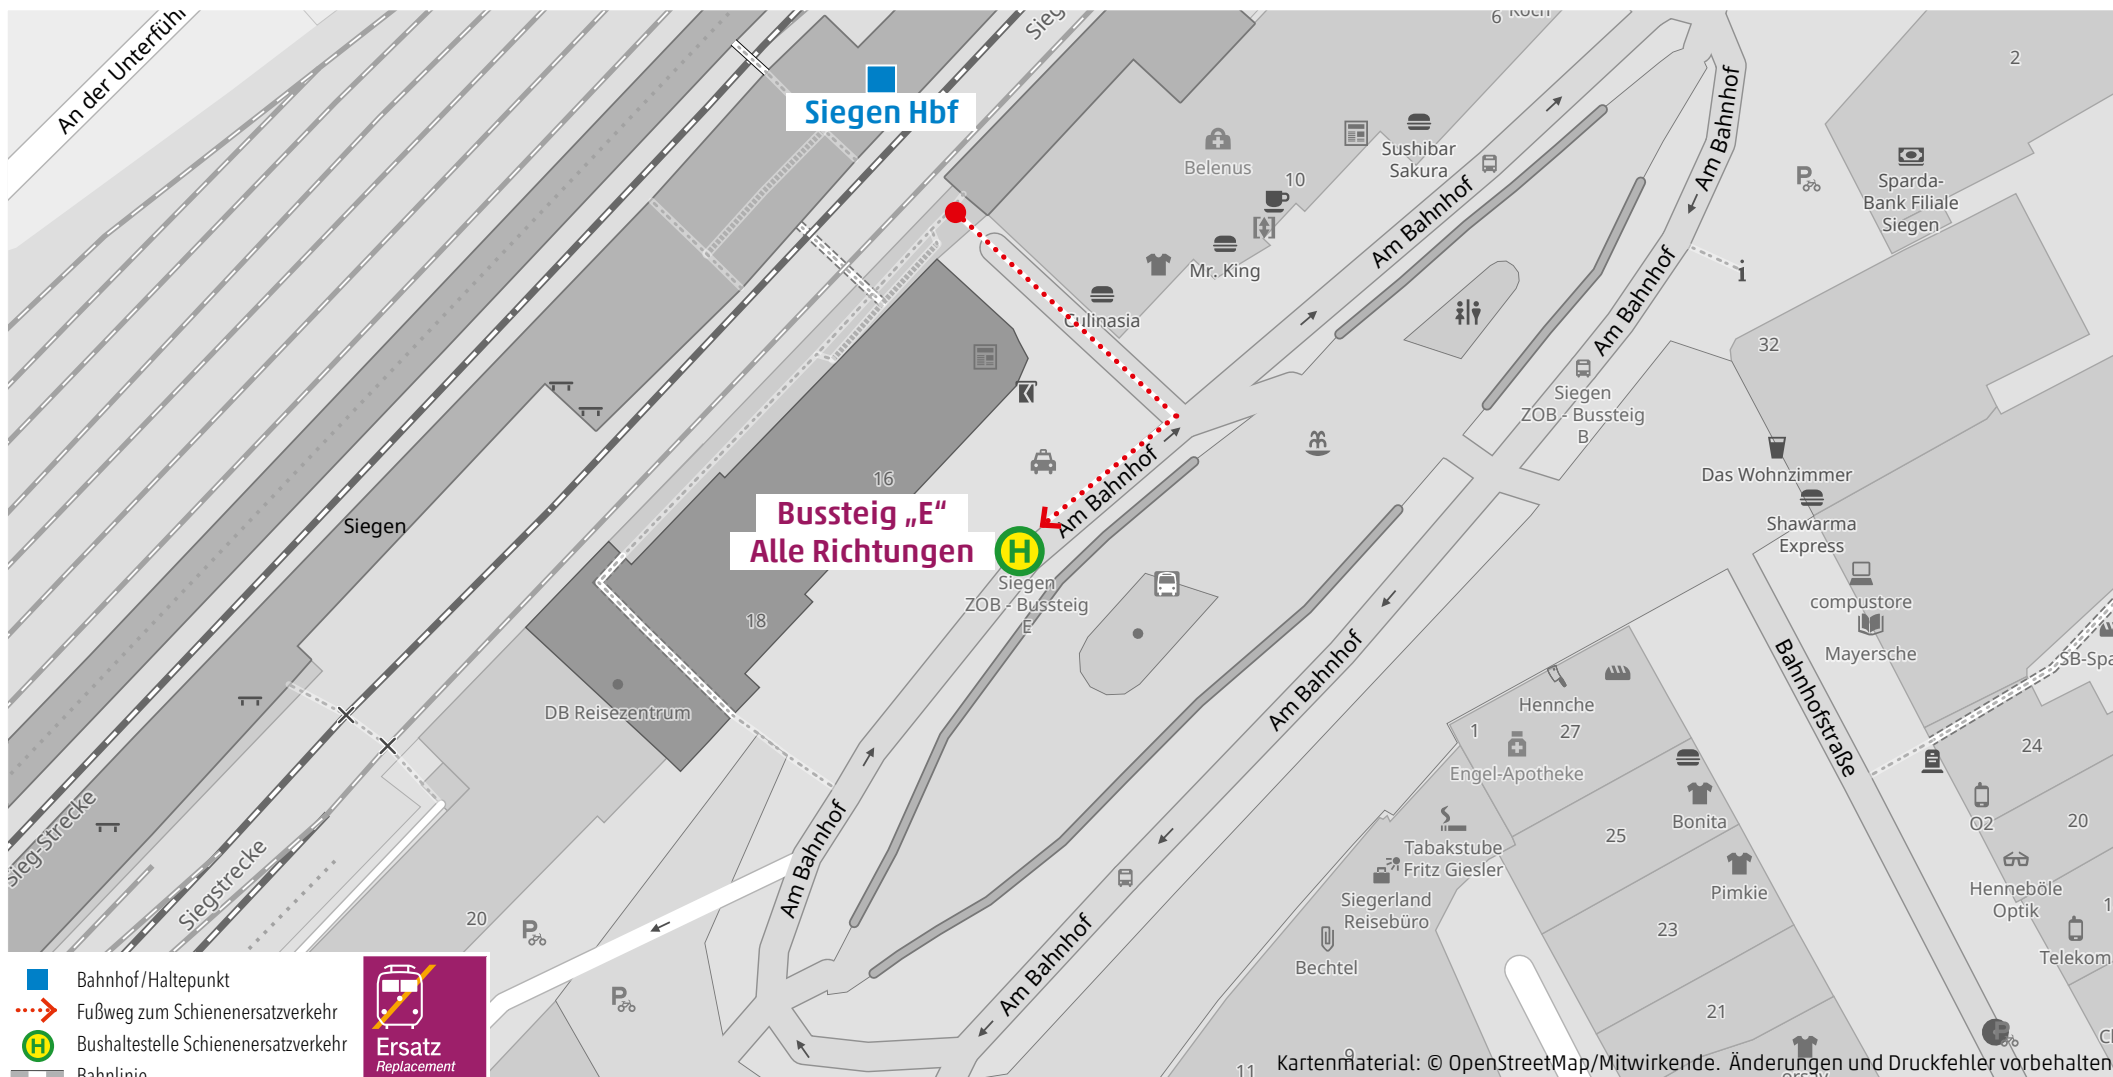 An der Unterfüh
Sieg
6 Koch
2
Siegen Hbf
Am Bahnhof
Belenus
10
Sushibar
Sakura
Am Bahnhof
Sparda-
Bank Filiale
Siegen
Mr. King
Am Bahnhof
i
Culinasia
32
Siegen
ZOB - Bussteig
B
16
Am Bahnhof
Das Wohnzimmer
Bussteig „E“
Alle Richtungen
H
Siegen
Shawarma
Express
Siegen
ZOB - Bussteig
E
18
compustore
Mayersche
SB-Spa
Am Bahnhof
Bahnhofstraße
DB Reisezentrum
Hennche
1
27
24
Engel-Apotheke
Sieg-Strecke
Siegstrecke
Am Bahnhof
Bonita
O2
20
25
Tabakstube
Fritz Giesler
Pimkie
Henneböle
Optik
1
Siegerland
Reisebüro
20
P
23
Am Bahnhof
Bechtel
Telekom
P
21
P
P
9
11
Bahnhof/Haltepunkt
Fußweg zum Schienenersatzverkehr
H Bushaltestelle Schienenersatzverkehr
Bahnlinie
Ersatz
Replacement
Kartenmaterial: © OpenStreetMap/Mitwirkende. Änderungen und Druckfehler vorbehalten